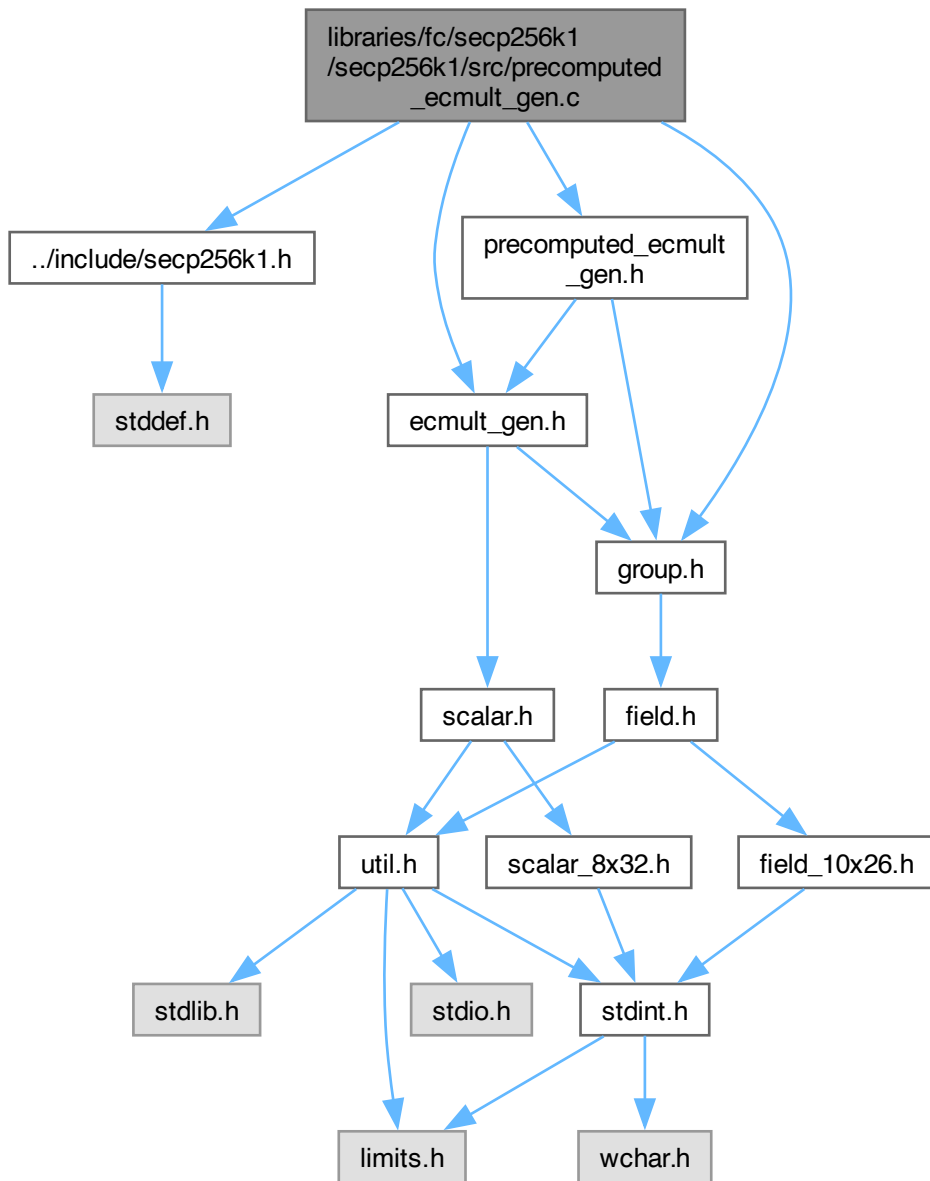 libraries/fc/secp256k1
/secp256k1/src/precomputed
_ecmult_gen.c
../include/secp256k1.h
precomputed_ecmult
_gen.h
stddef.h
ecmult_gen.h
group.h
scalar.h
field.h
util.h
scalar_8x32.h
field_10x26.h
stdlib.h
stdio.h
stdint.h
limits.h
wchar.h